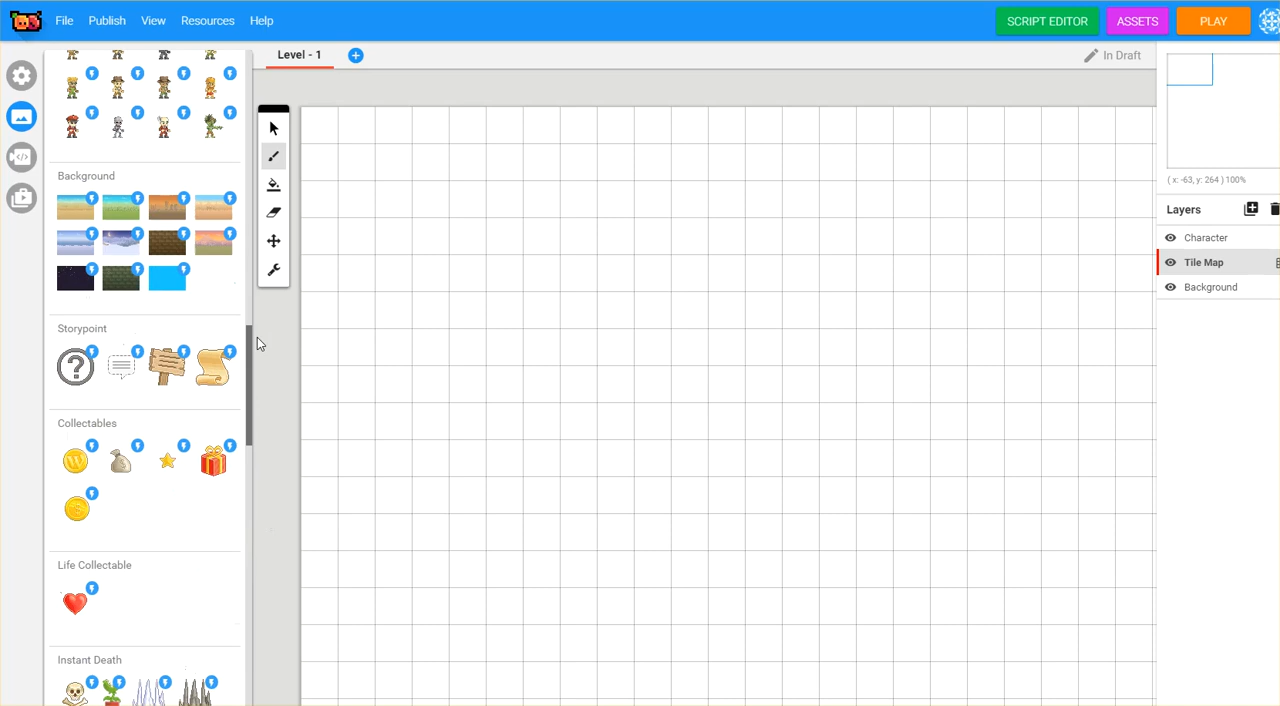 File Publish View Resources Help
SCRIPT EDITOR ASSETS PLAY
Level - 1
In Draft
Background
( x: -63, y: 264 ) 100%
Layers
Character
Tile Map
Background
Storypoint
Collectables
Life Collectable
Instant Death